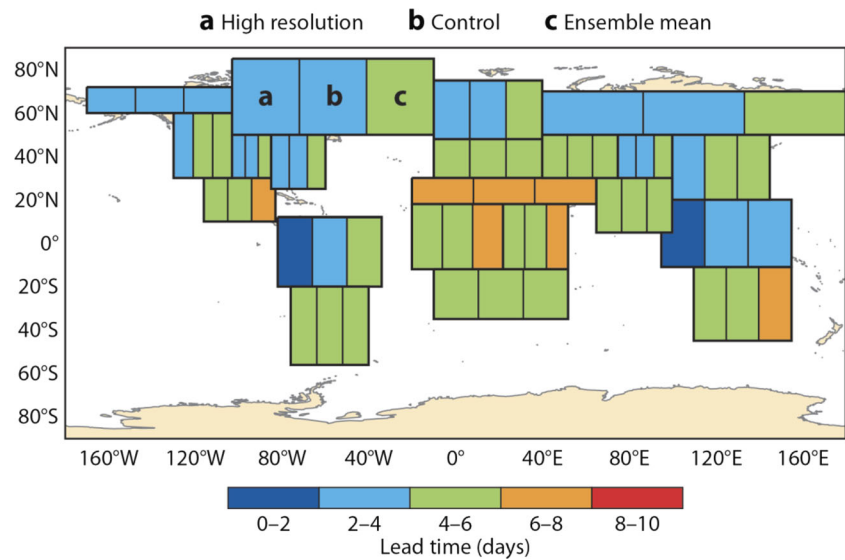 a High resolution b Control c Ensemble mean
80°N
60°N
40°N
20°N
0°
20°S
40°S
60°S
80°S
a b c
160°W 120°W 80°W 40°W 0° 40°E 80°E 120°E 160°E
0–2 2–4 4–6 6–8 8–10
Lead time (days)